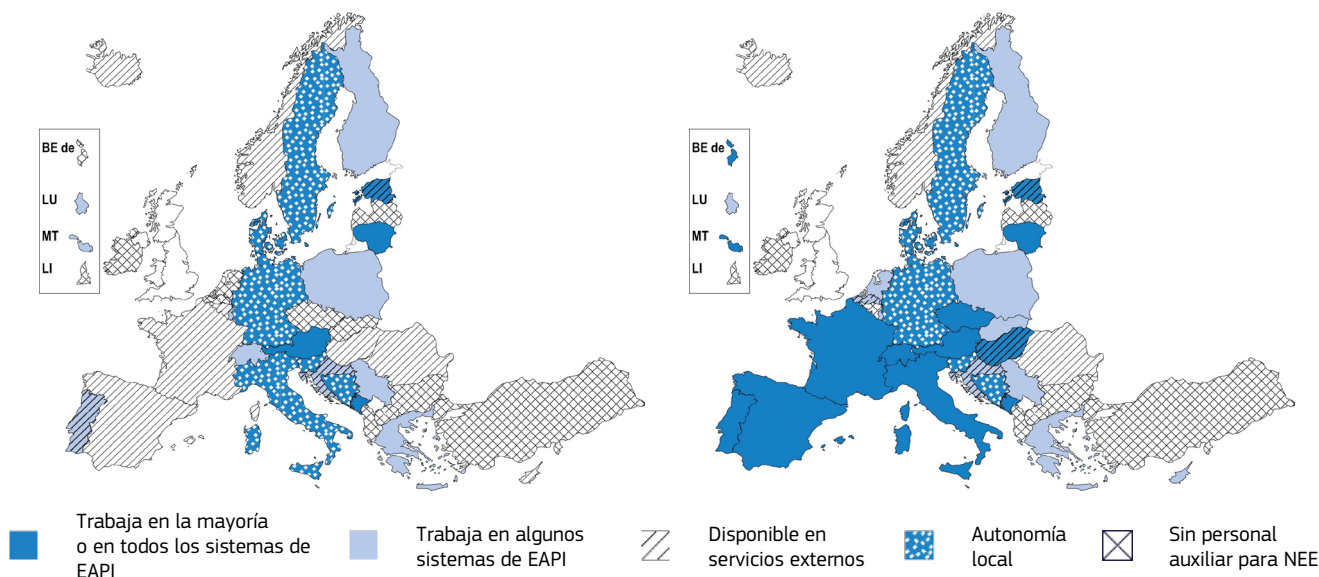 BE de
LU
MT
LI
BE de
LU
MT
LI
Trabaja en la mayoría
o en todos los sistemas de
EAPI
Trabaja en algunos
sistemas de EAPI
Disponible en
servicios externos
Autonomía
local
Sin personal
auxiliar para NEE